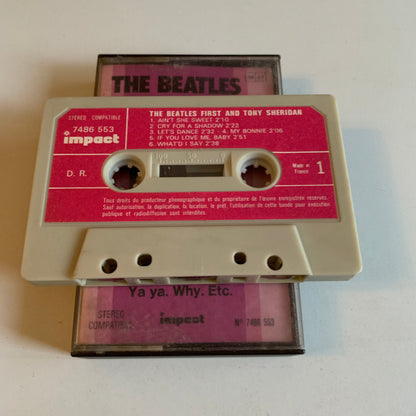 THE BEATLES
STEREO COMPATIBLE
7486 553
impact
THE BEATLES FIRST AND TONY SHERIDAN
1. AIN'T SHE SWEET 2'10
2. CRY FOR A SHADOW 2'22
3. LET'S DANCE 2'32 - 4. MY BONNIE 2'06
5. IF YOU LOVE ME, BABY 2'51
6. WHAT'D I SAY 2'38
D. R.
100 50
Made in
France
1
Tous droits du producteur phonographique et du propriétaire de l'œuvre enregistrée réservés.
Sauf autorisation, la duplication, la location, le prêt, l'utilisation de cette bande pour exécution
publique et radiodiffusion sont interdites.
Ya ya. Why. Etc.
STEREO
COMPATIBLE
impact
N° 7486 553